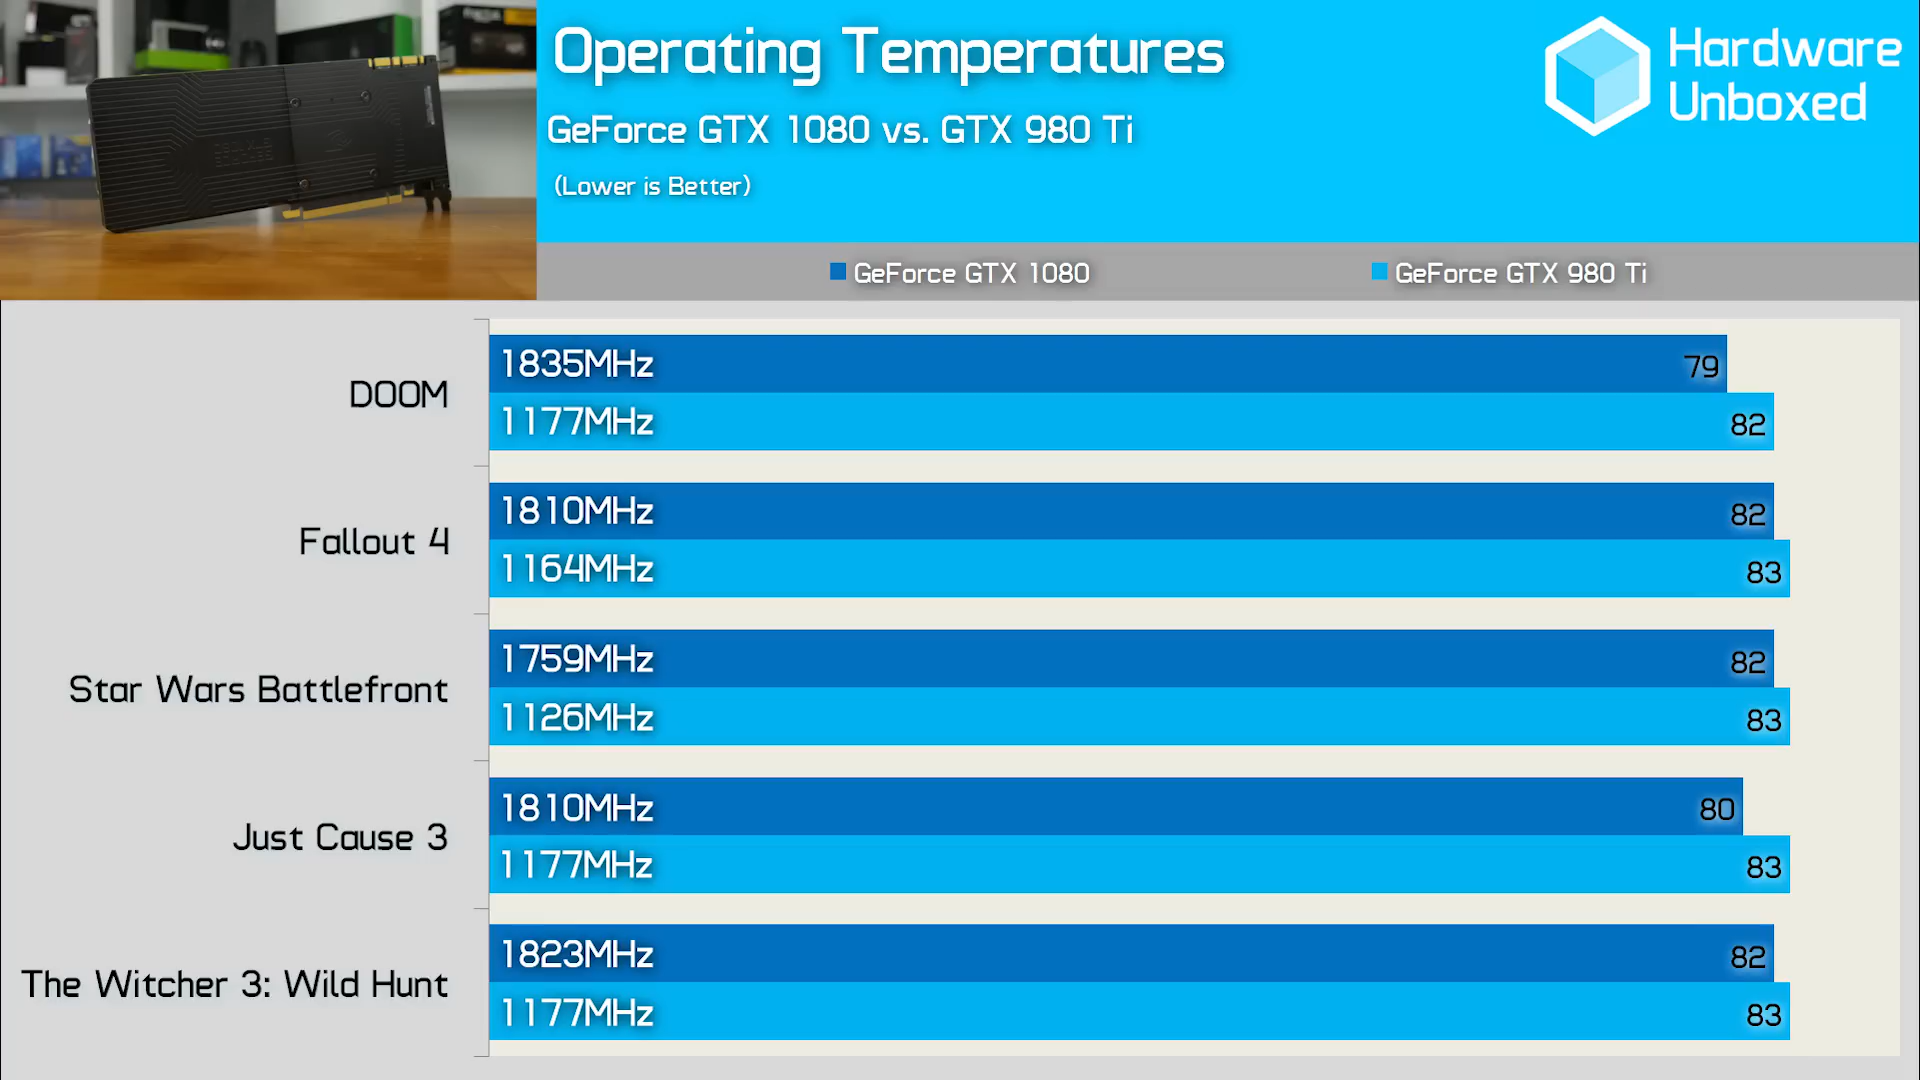 Operating Temperatures
GeForce GTX 1080 vs. GTX 980 Ti
(Lower is Better)
Hardware
Unboxed
GeForce GTX 1080
GeForce GTX 980 Ti
DOOM
1835MHz
79
1177MHz
82
Fallout 4
1810MHz
82
1164MHz
83
Star Wars Battlefront
1759MHz
82
1126MHz
83
Just Cause 3
1810MHz
80
1177MHz
83
The Witcher 3: Wild Hunt
1823MHz
82
1177MHz
83